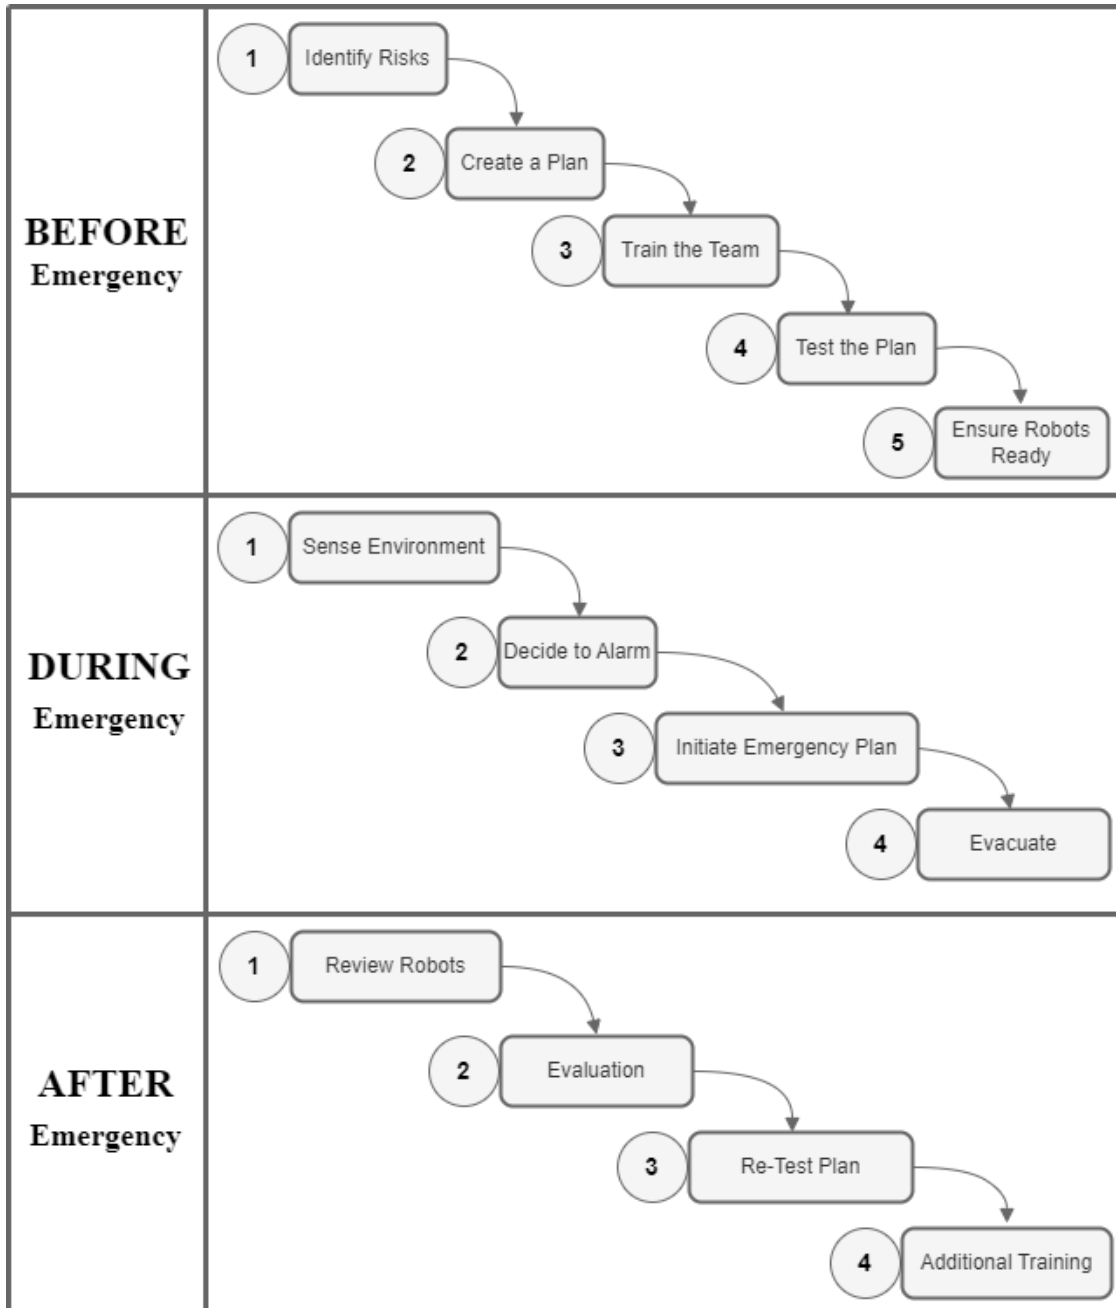 BEFORE
Emergency
1
Identify Risks
2
Create a Plan
3
Train the Team
4
Test the Plan
5
Ensure Robots
Ready
DURING
Emergency
1
Sense Environment
2
Decide to Alarm
3
Initiate Emergency Plan
4
Evacuate
AFTER
Emergency
1
Review Robots
2
Evaluation
3
Re-Test Plan
4
Additional Training